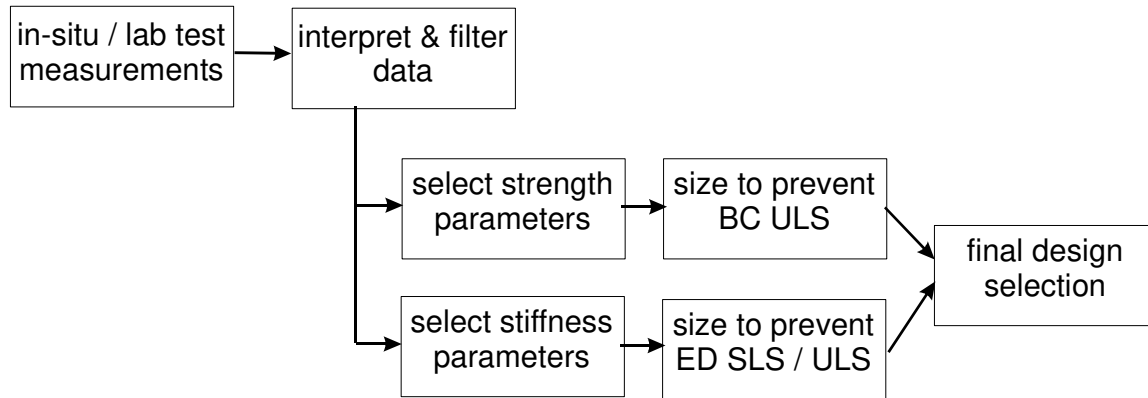 in-situ / lab test
measurements
interpret & filter
data
select strength
parameters
size to prevent
BC ULS
select stiffness
parameters
size to prevent
ED SLS / ULS
final design
selection